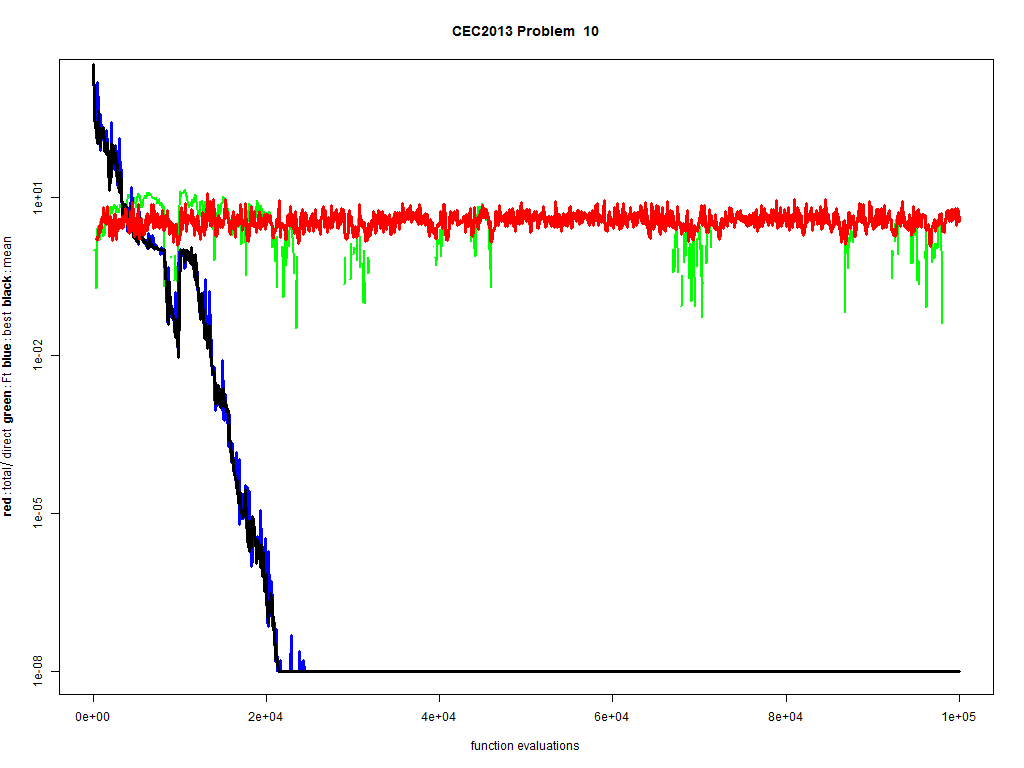 CEC2013 Problem  10
red : total/ direct green : Ft blue : best black : mean
1e+01
1e-02
1e-05
1e-08
0e+00 2e+04 4e+04 6e+04 8e+04 1e+05
function evaluations